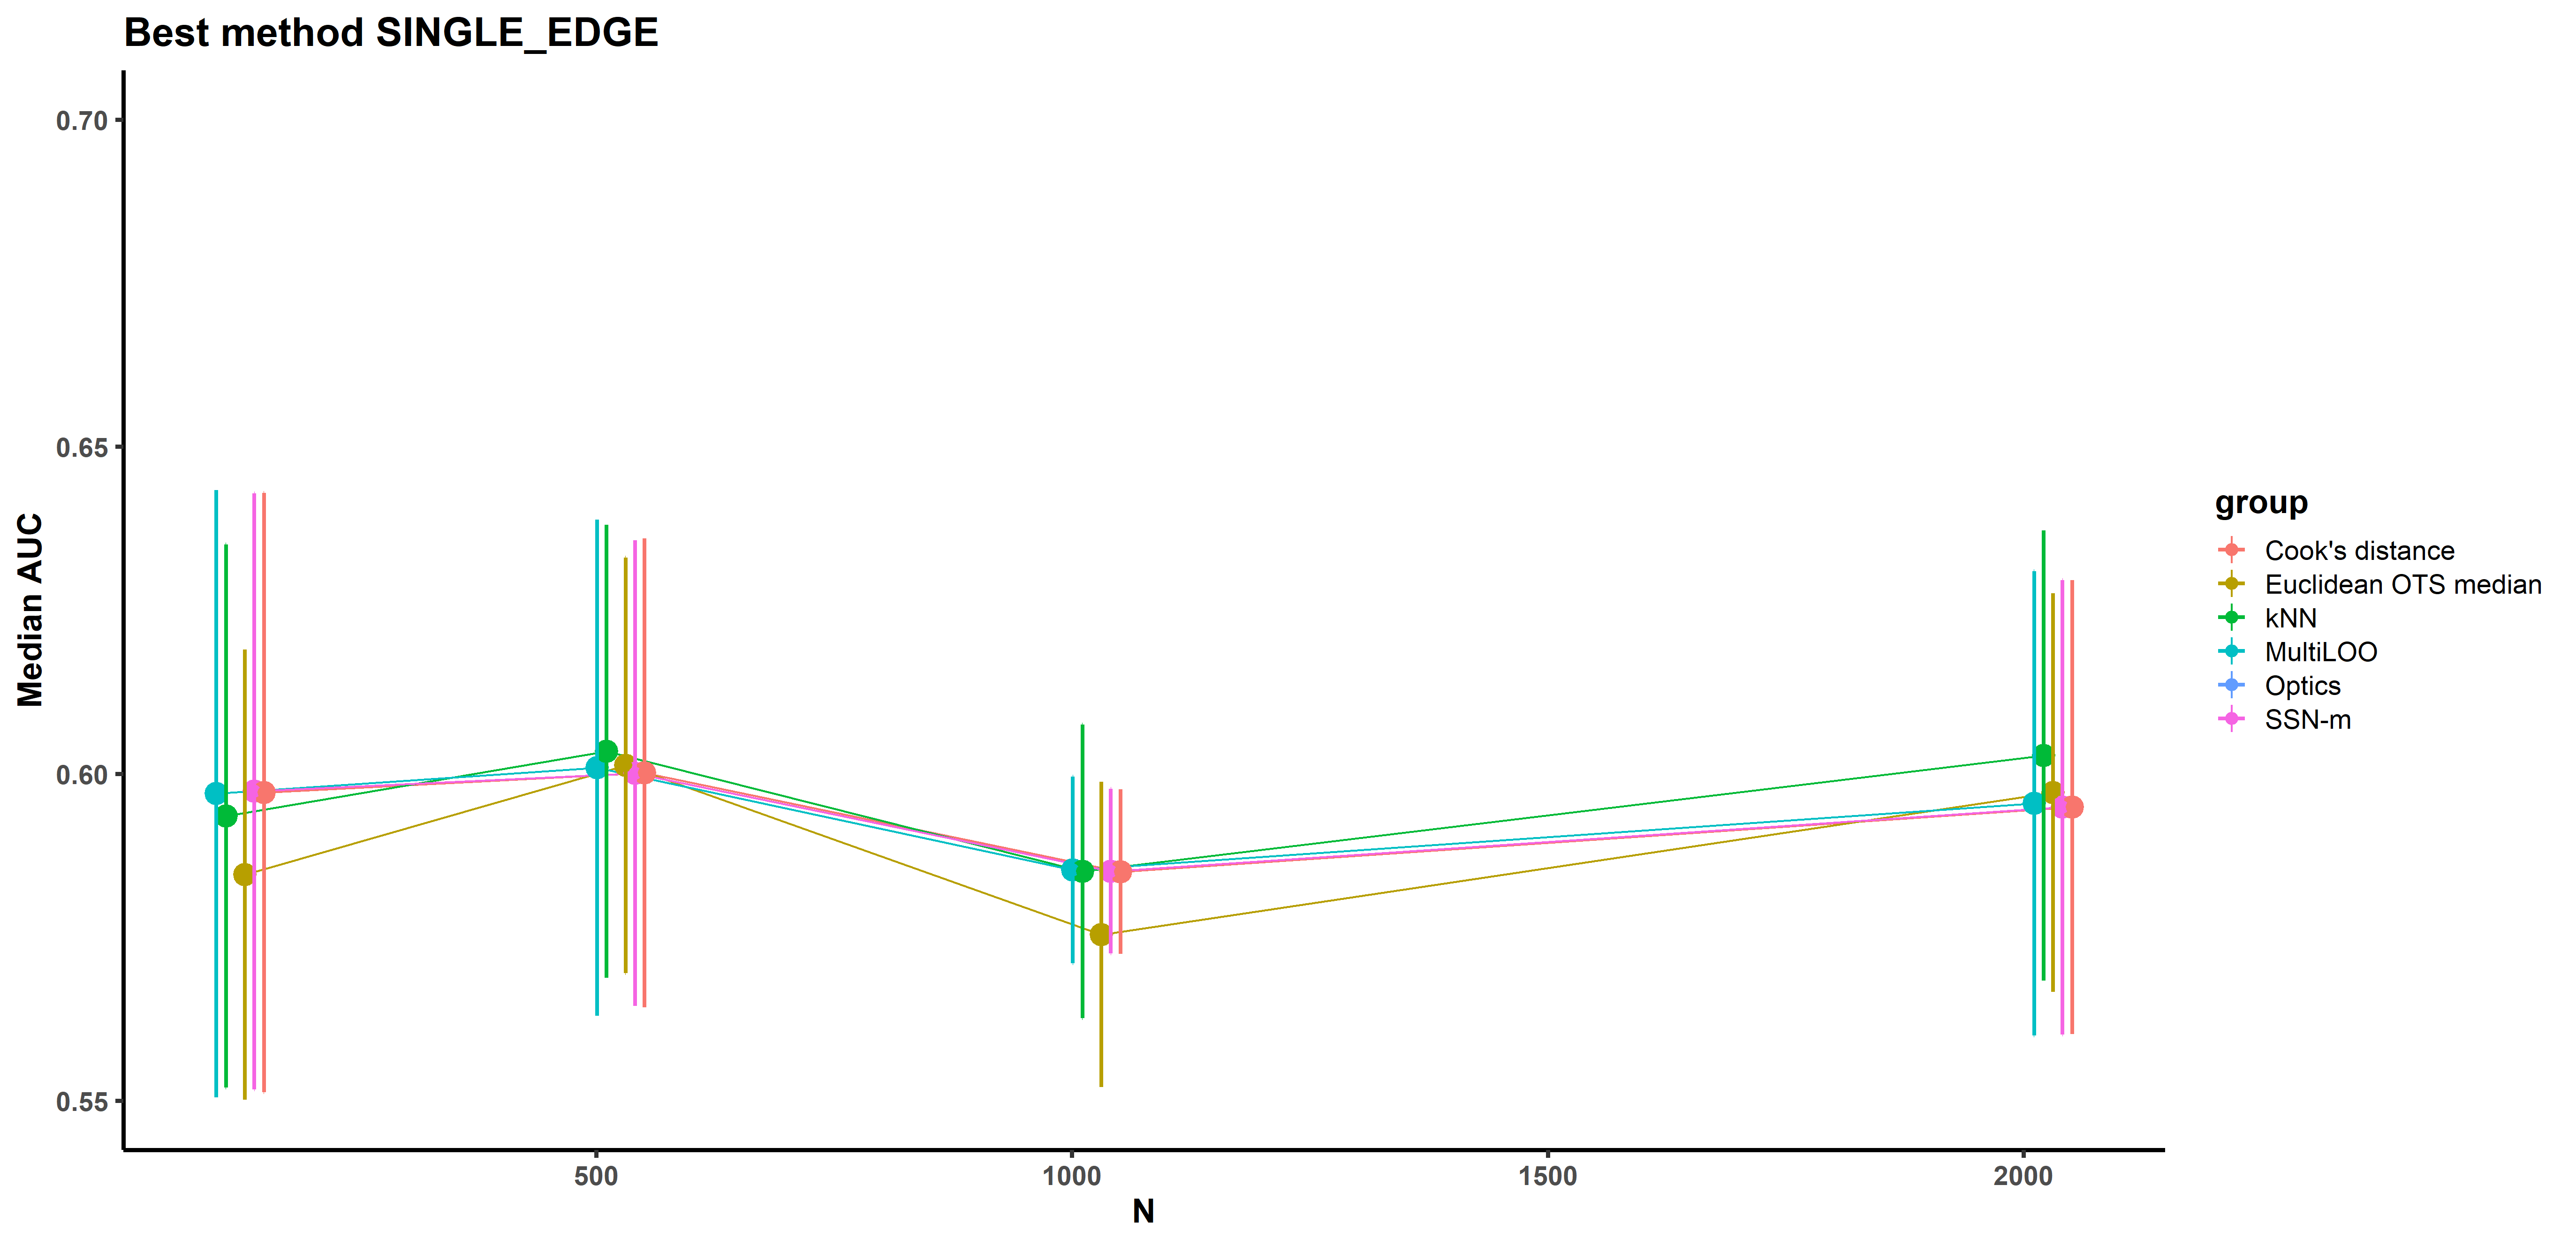 Best method SINGLE_EDGE
0.70
0.65
0.60
0.55
Median AUC
500
1000
1500
2000
N
group
Cook's distance
Euclidean OTS median
kNN
MultiLOO
Optics
SSN-m